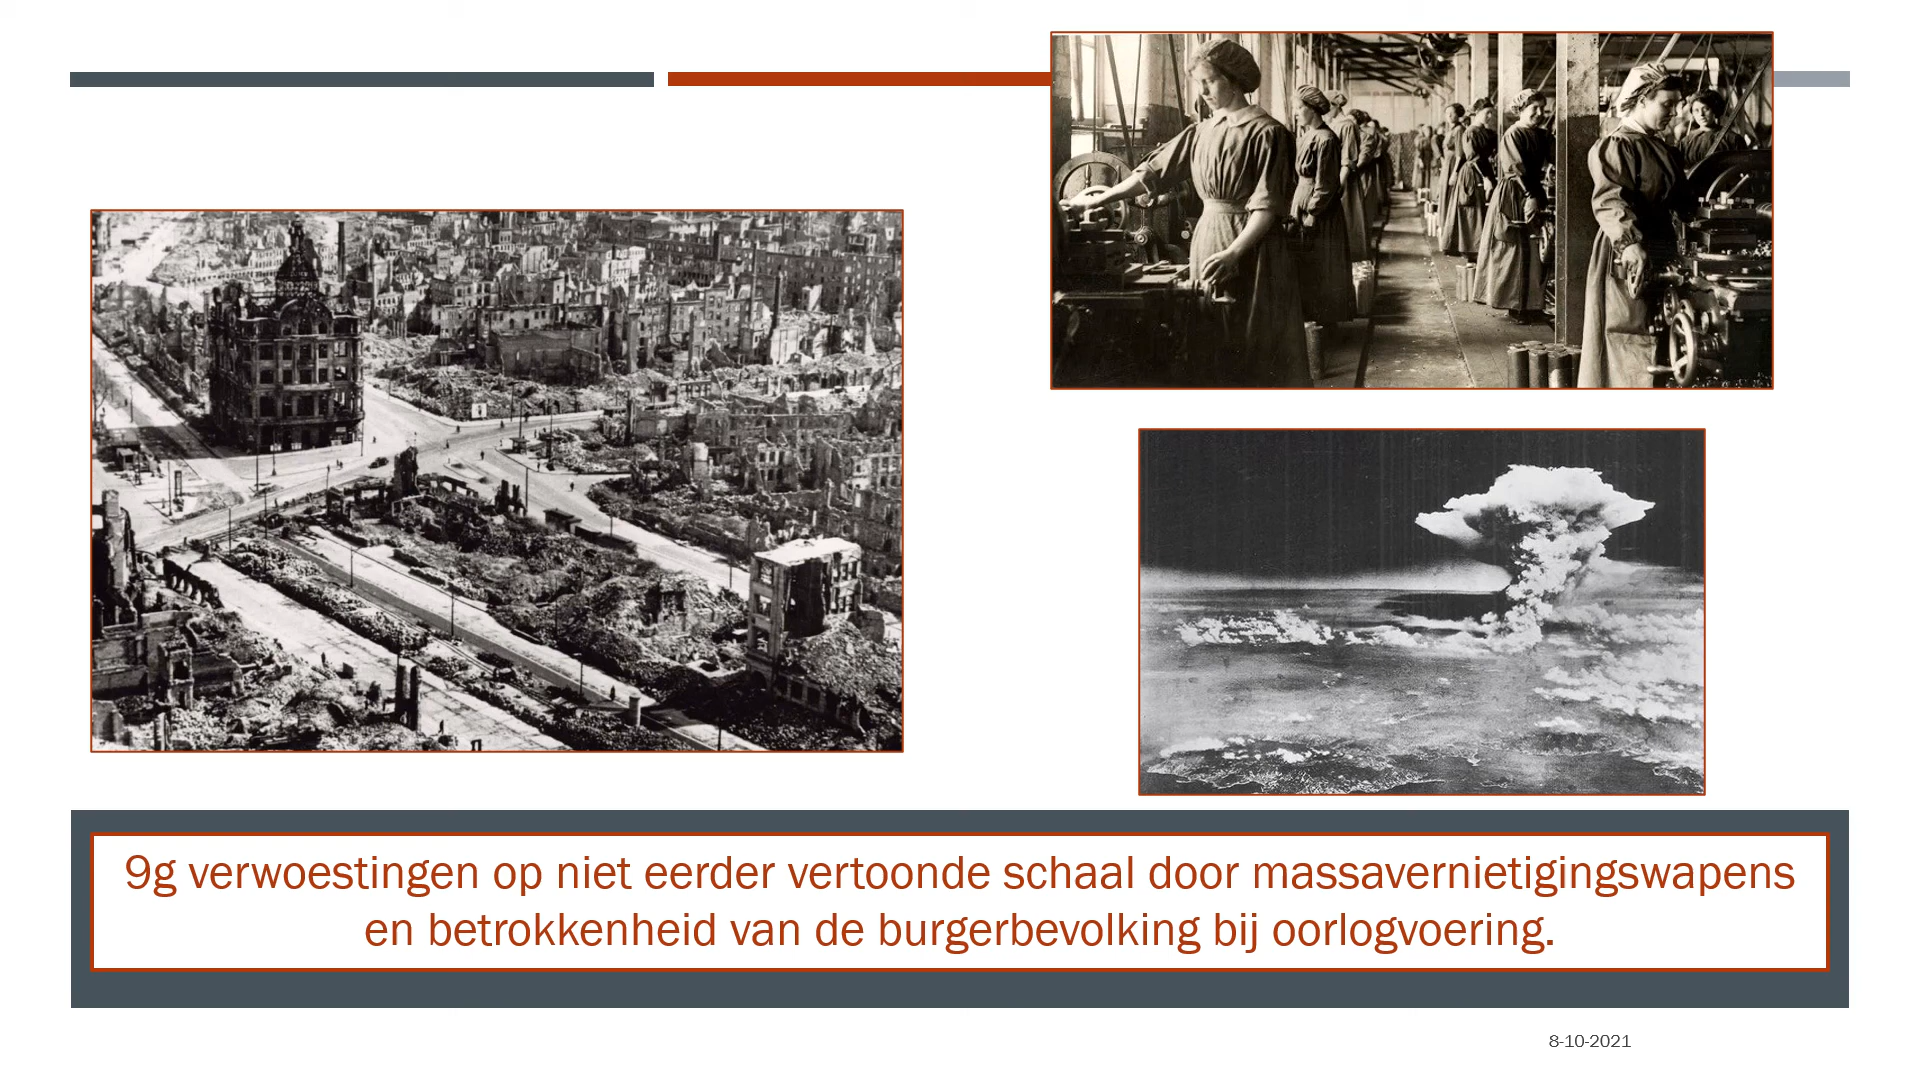 9g verwoestingen op niet eerder vertoonde schaal door massavernietigingswapens
en betrokkenheid van de burgerbevolking bij oorlogvoering.
8-10-2021